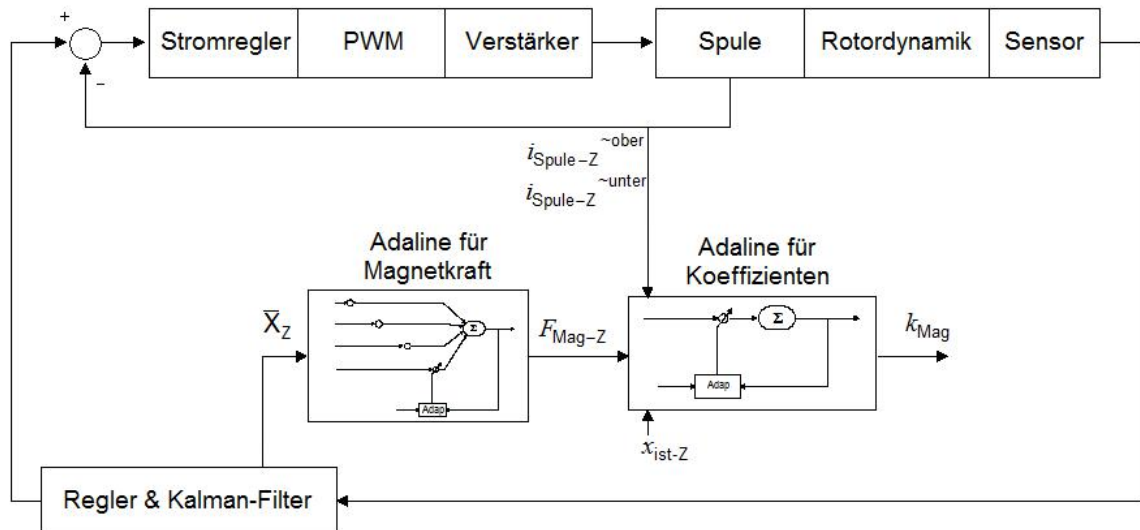 +
Stromregler PWM Verstärker Spule Rotordynamik Sensor
−
i Spule−Z ~ober
i Spule−Z ~unter
Adaline für
Magnetkraft
Adaline für
Koeffizienten
X̅Z
Σ
Adap
F Mag−Z
Σ
Adap
k Mag
x ist-Z
Regler & Kalman-Filter